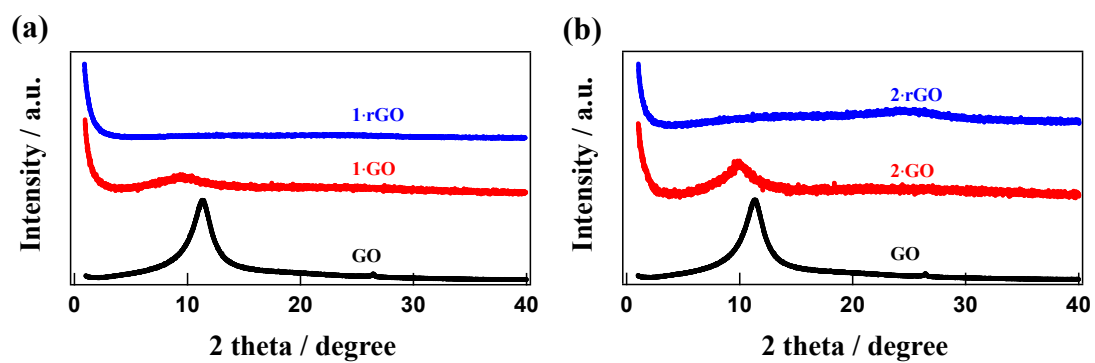 (a)
Intensity / a.u.
1·rGO
1·GO
GO
0 10 20 30 40
2 theta / degree
(b)
Intensity / a.u.
2·rGO
2·GO
GO
0 10 20 30 40
2 theta / degree